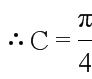 ∴ C = π/4